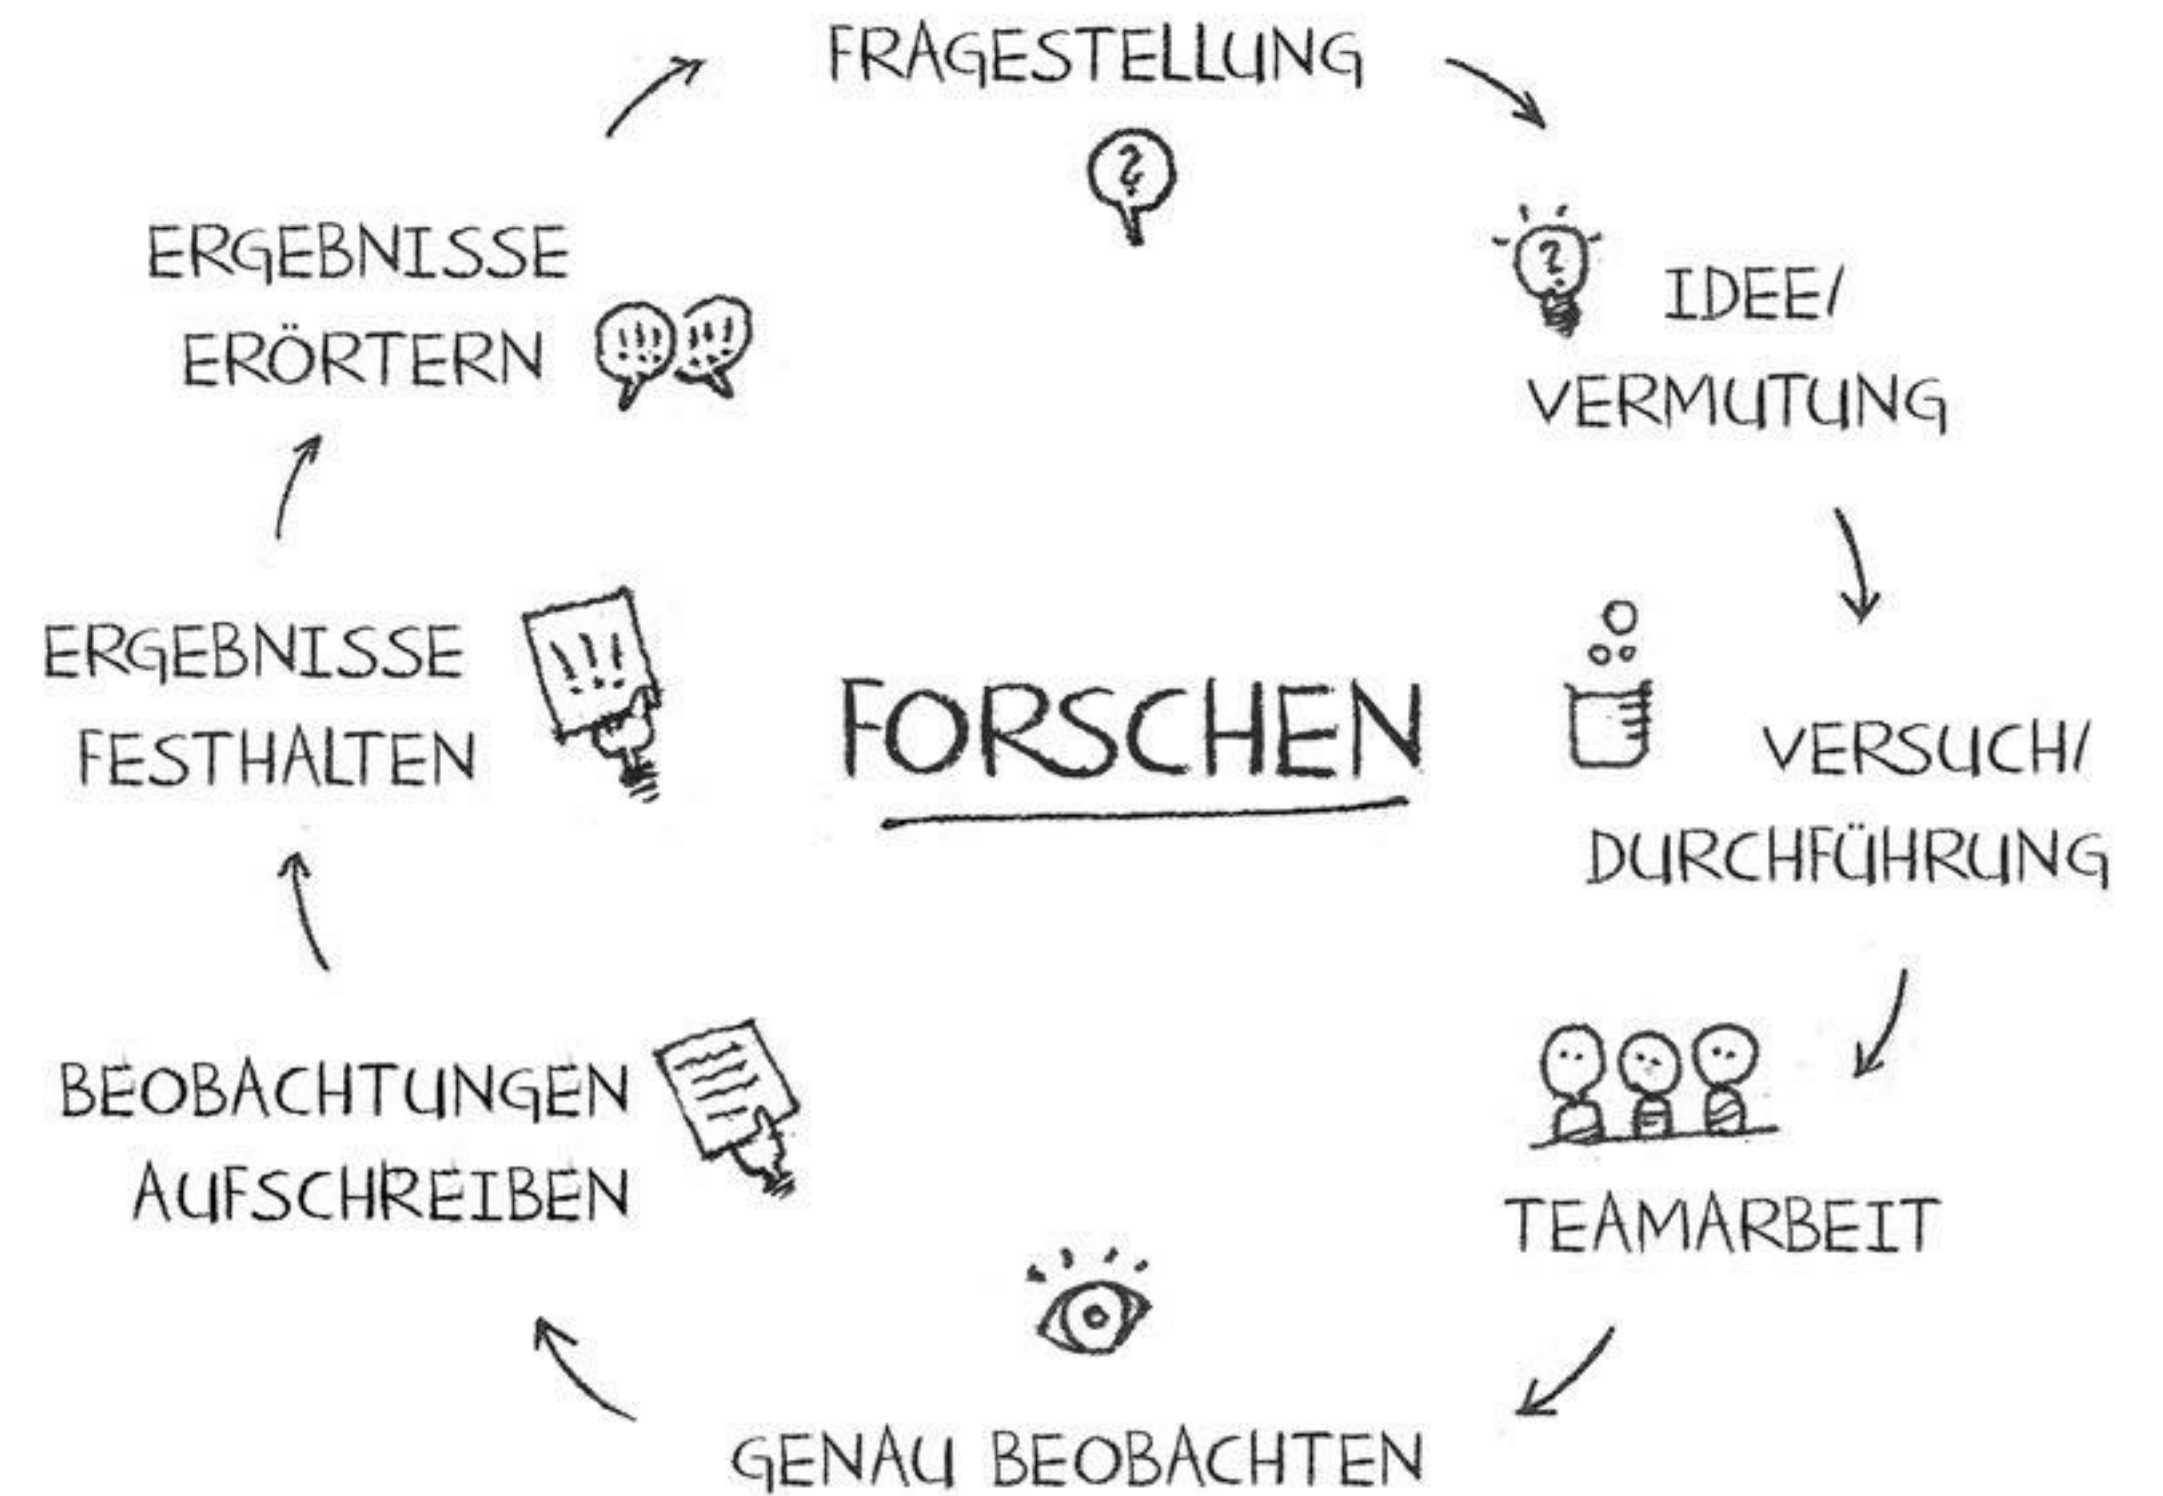 FRAGESTELLUNG
IDEE/
VERMUTUNG
VERSUCH/
DURCHFÜHRUNG
TEAMARBEIT
GENAU BEOBACHTEN
BEOBACHTUNGEN
AUFSCHREIBEN
ERGEBNISSE
FESTHALTEN
ERGEBNISSE
ERÖRTERN
FORSCHEN